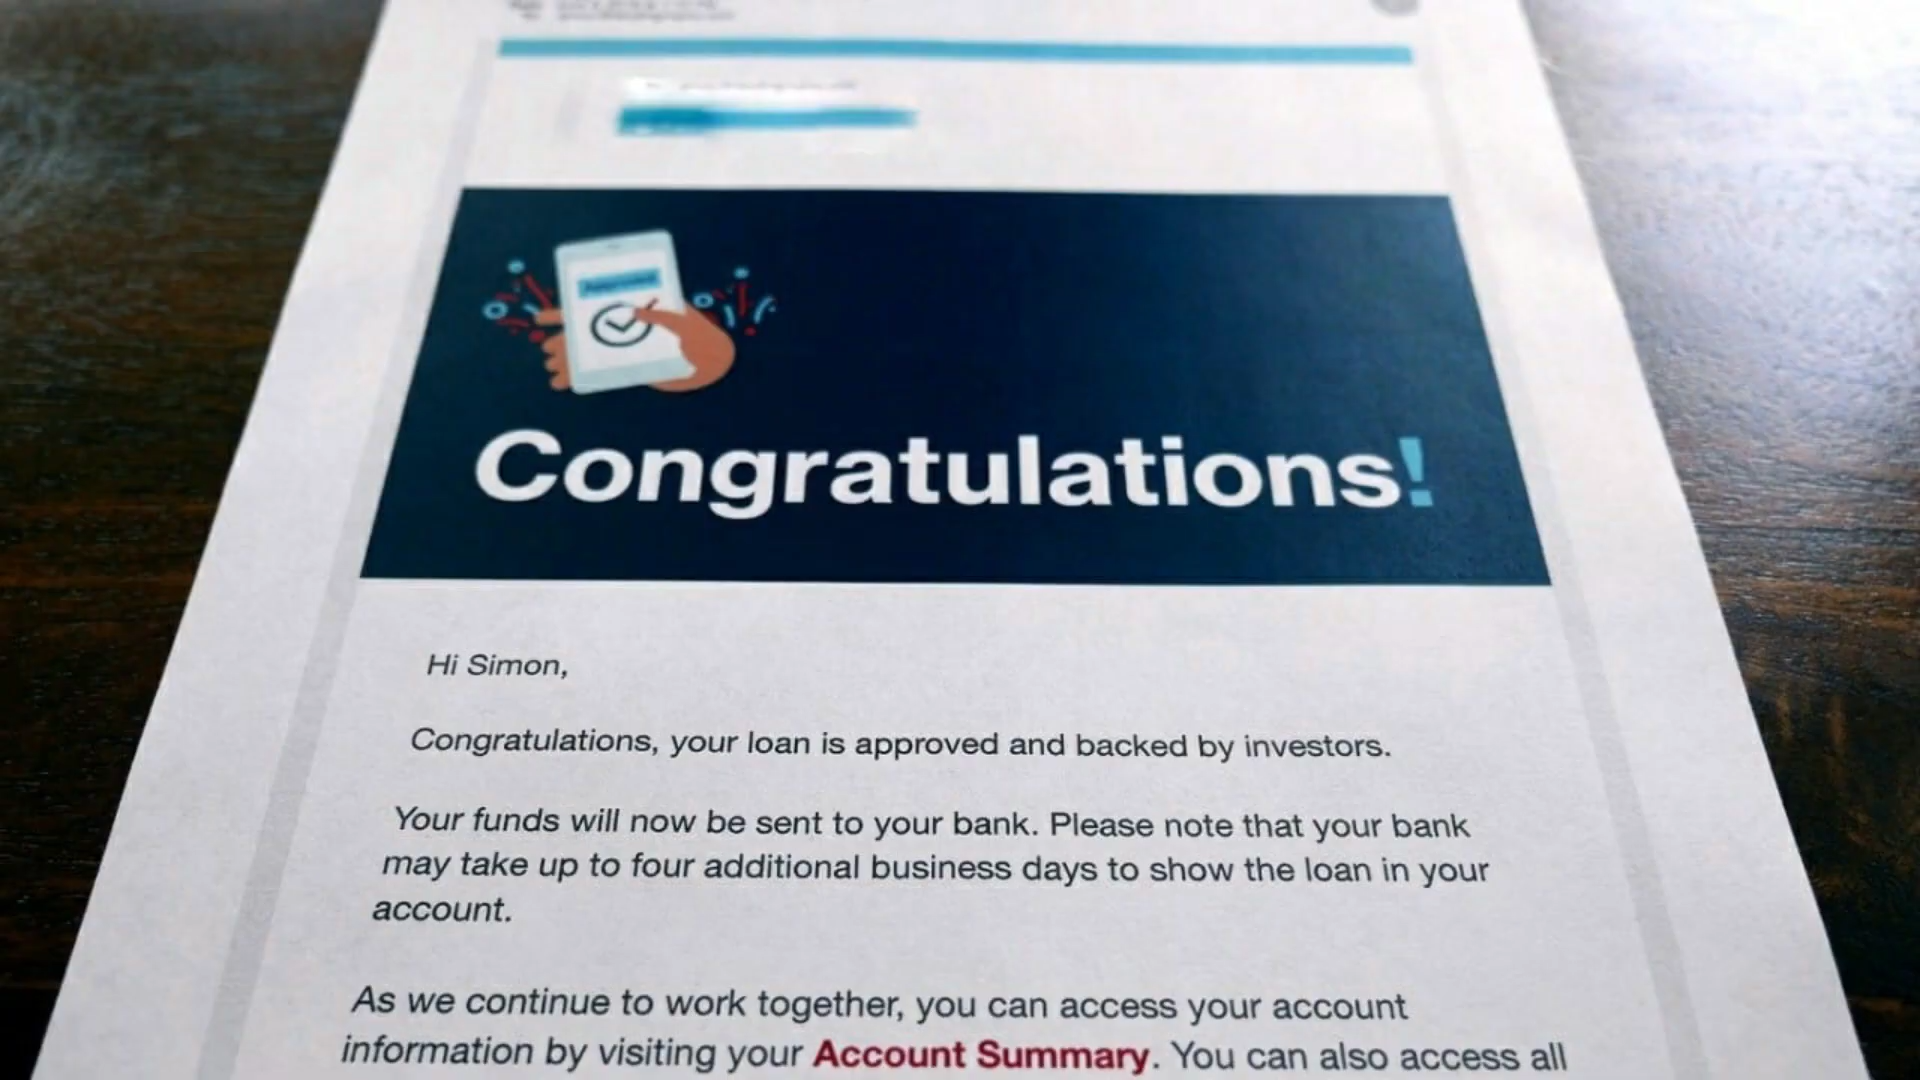 Congratulations!
Hi Simon,
Congratulations, your loan is approved and backed by investors.
Your funds will now be sent to your bank. Please note that your bank
may take up to four additional business days to show the loan in your
account.
As we continue to work together, you can access your account
information by visiting your Account Summary. You can also access all